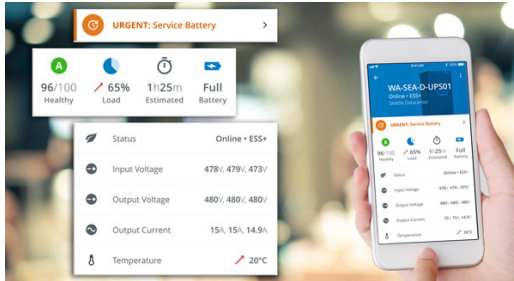 URGENT: Service Battery
A
96/100 65% 1h25m Full
Healthy Load Estimated Battery
Status Online • ESS+
Input Voltage 478V, 479V, 473V
Output Voltage 480V, 480V, 480V
Output Current 15A, 15A, 14.9A
Temperature 20°C
WA-SEA-D-UPS01
Online • ESS+
Seattle Datacenter
URGENT: Service Battery
A
96/100 65% 1h25m Full
Healthy Load Estimated Battery
Status Online • ESS+
Input Voltage 478V, 479V, 473V
Output Voltage 480V, 480V, 480V
Output Current 15A, 15A, 14.9A
Temperature 20°C